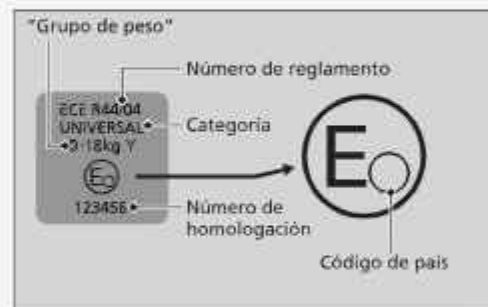 "Grupo de peso"
Número de reglamento
ECE R44/04
UNIVERSAL
Categoría
9-18kg Y
E
E
123456
Número de
homologación
Código de país